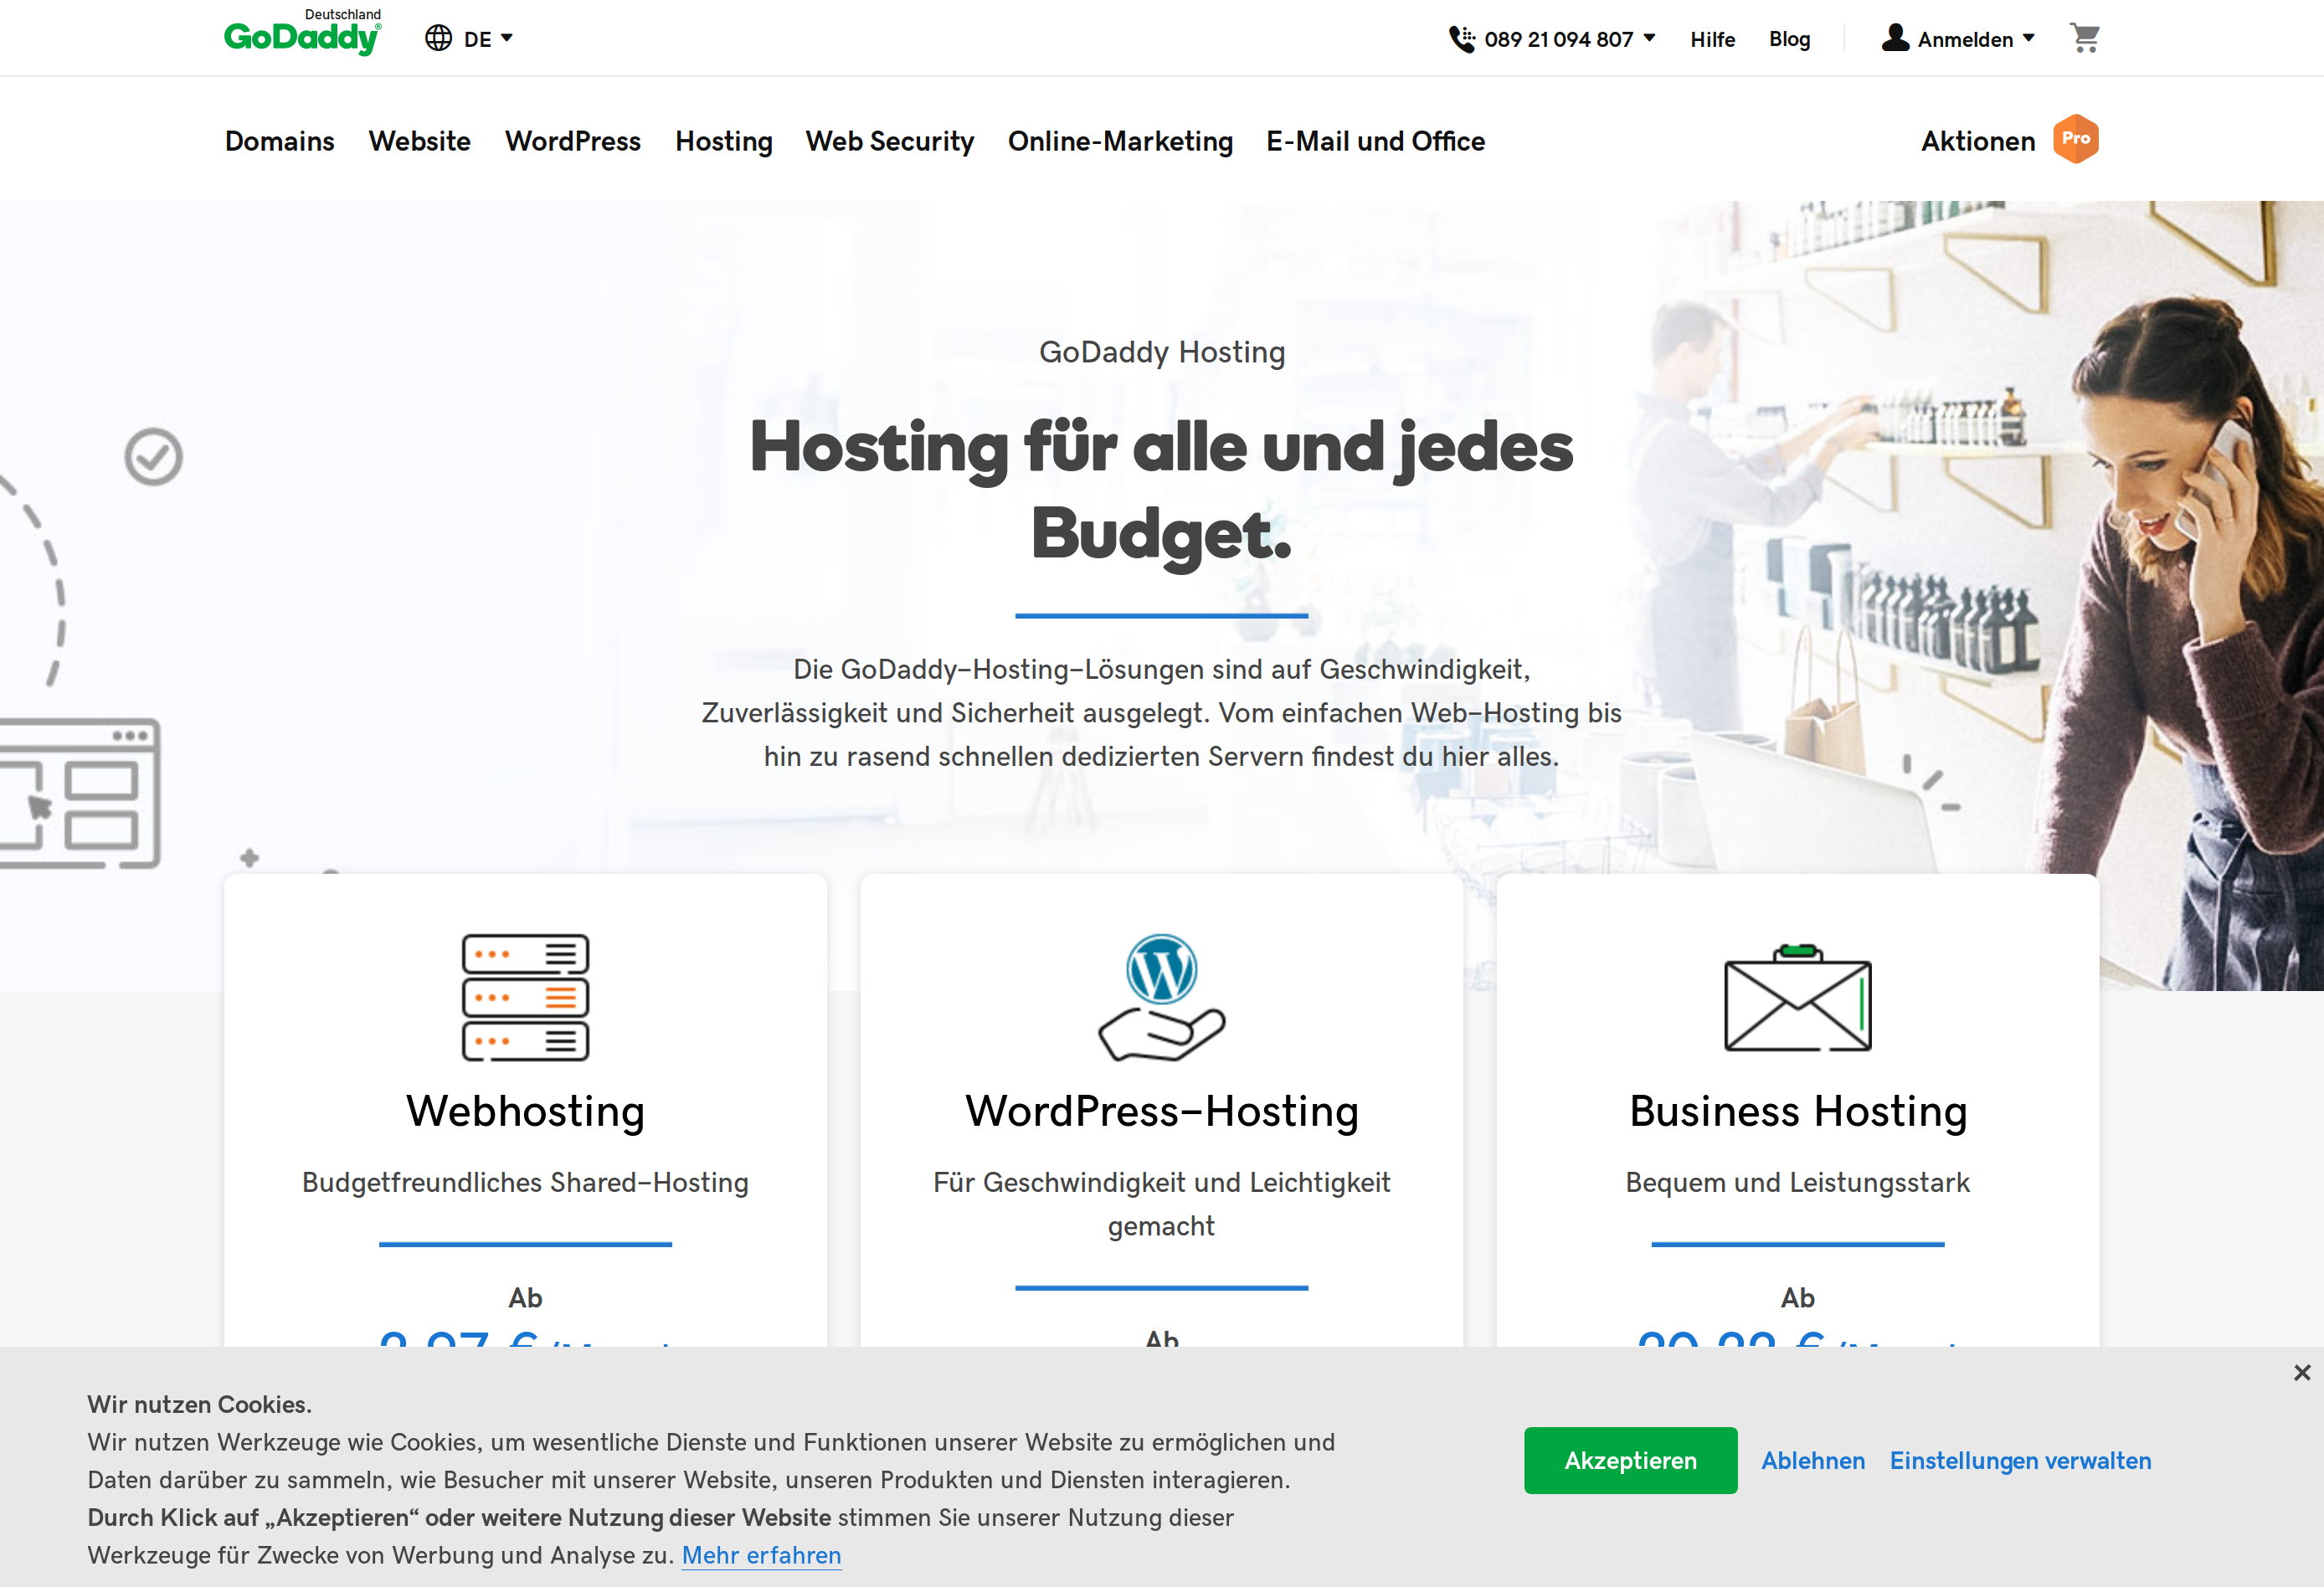 Deutschland
GoDaddy®
DE
089 21 094 807
Hilfe
Blog
Anmelden
Domains
Website
WordPress
Hosting
Web Security
Online-Marketing
E-Mail und Office
Aktionen
Pro
GoDaddy Hosting
Hosting für alle und jedes
Budget.
Die GoDaddy-Hosting-Lösungen sind auf Geschwindigkeit,
Zuverlässigkeit und Sicherheit ausgelegt. Vom einfachen Web-Hosting bis
hin zu rasend schnellen dedizierten Servern findest du hier alles.
Webhosting
Budgetfreundliches Shared-Hosting
Ab
WordPress-Hosting
Für Geschwindigkeit und Leichtigkeit
gemacht
Ab
Business Hosting
Bequem und Leistungsstark
Ab
Wir nutzen Cookies.
Wir nutzen Werkzeuge wie Cookies, um wesentliche Dienste und Funktionen unserer Website zu ermöglichen und
Daten darüber zu sammeln, wie Besucher mit unserer Website, unseren Produkten und Diensten interagieren.
Durch Klick auf „Akzeptieren“ oder weitere Nutzung dieser Website stimmen Sie unserer Nutzung dieser
Werkzeuge für Zwecke von Werbung und Analyse zu. Mehr erfahren
Akzeptieren
Ablehnen
Einstellungen verwalten